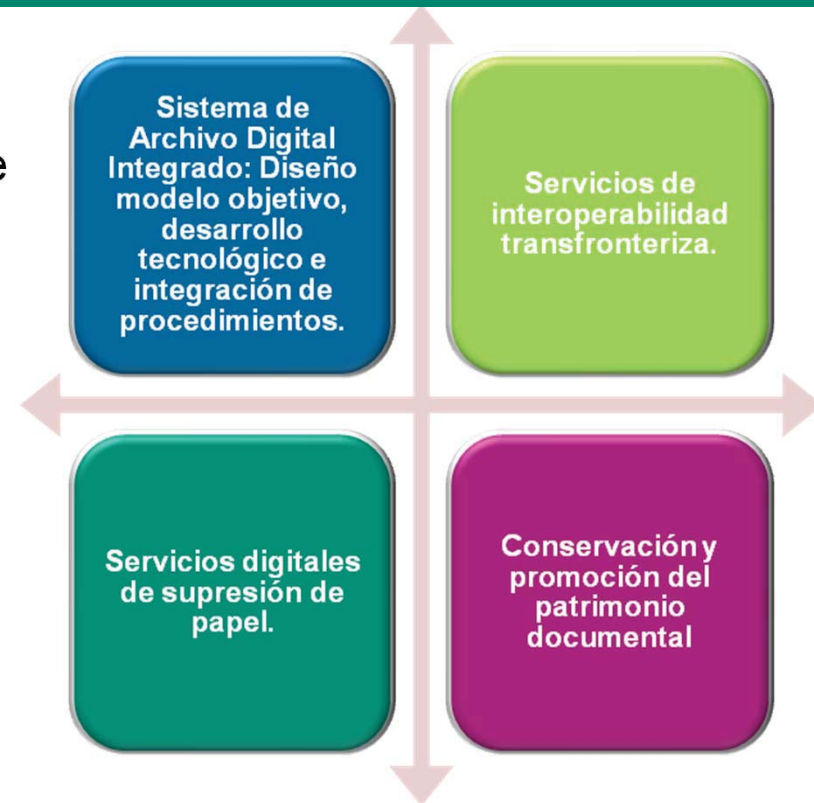 e
Sistema de
Archivo Digital
Integrado: Diseño
modelo objetivo,
desarrollo
tecnológico e
integración de
procedimientos.
Servicios de
interoperabilidad
transfronteriza.
Servicios digitales
de supresión de
papel.
Conservación y
promoción del
patrimonio
documental